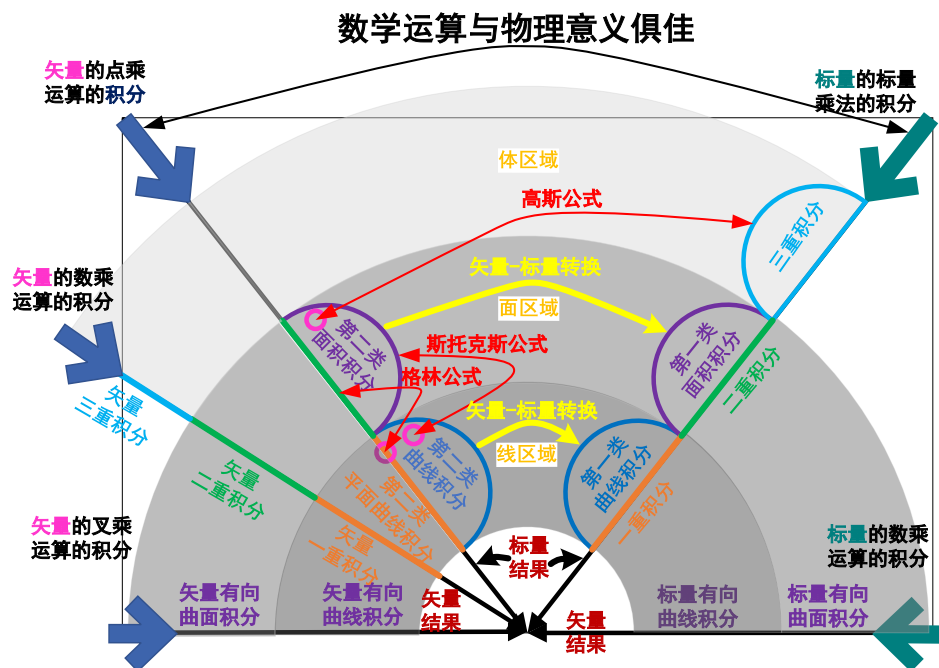 数学运算与物理意义俱佳
矢量的点乘
运算的积分
标量的标量
乘法的积分
体区域
高斯公式
三重积分
矢量的数乘
运算的积分
矢量-标量转换
面区域
第二类
面积积分
第一类
面积积分
二重积分
斯托克斯公式
格林公式
矢量
三重积分
矢量-标量转换
线区域
第二类
曲线积分
第一类
曲线积分
一重积分
矢量
二重积分
第二类
平面曲线积分
矢量
一重积分
矢量的叉乘
运算的积分
标量
结果
标量的数乘
运算的积分
矢量有向
曲面积分
矢量有向
曲线积分
矢量
结果
矢量
结果
标量有向
曲线积分
标量有向
曲面积分